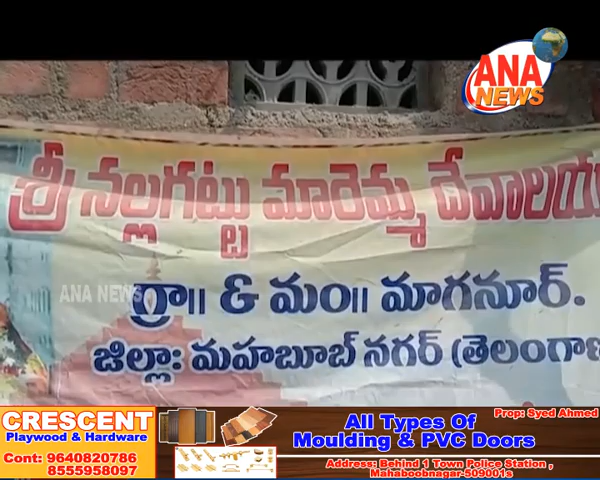 ANA
NEWS
శ్రీ నల్లగట్టు మారెమ్మ దేవాలయ
ANA NEWS
గ్రా॥ & మం॥ మాగనూర్.
జిల్లా: మహబూబ్ నగర్ (తెలంగాణ
CRESCENT
Playwood & Hardware
Cont: 9640820786
8555958097
Prop: Syed Ahmed
All Types Of
Moulding & PVC Doors
Address: Behind 1 Town Police Station ,
Mahaboobnagar-509001s